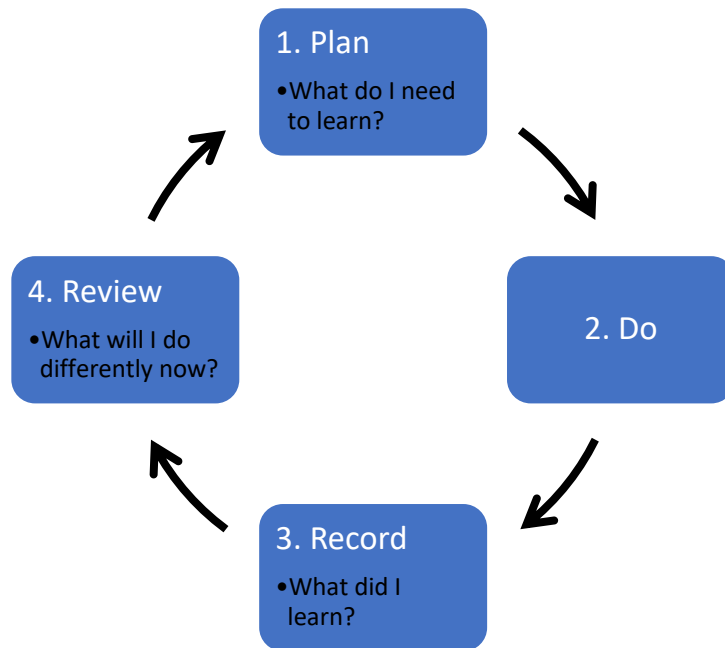 1. Plan
•What do I need
to learn?
2. Do
3. Record
•What did I
learn?
4. Review
•What will I do
differently now?